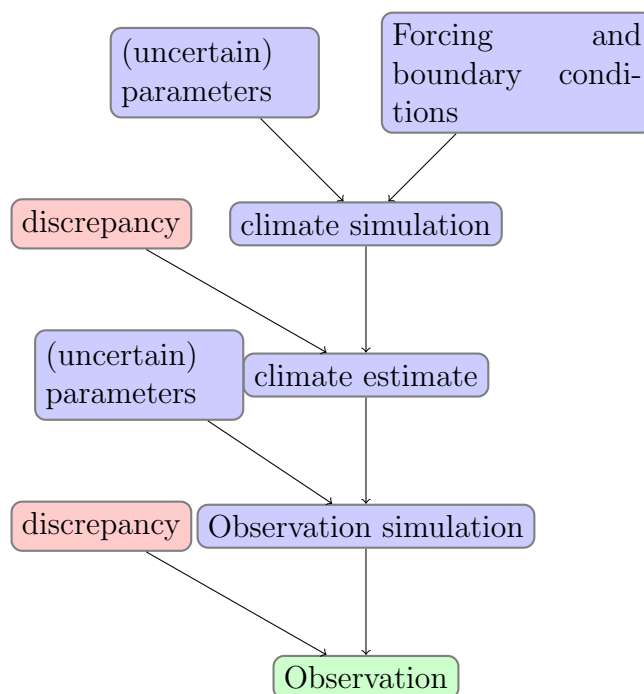 (uncertain)
parameters
Forcing and
boundary condi-
tions
discrepancy
climate simulation
(uncertain)
parameters
climate estimate
discrepancy
Observation simulation
Observation